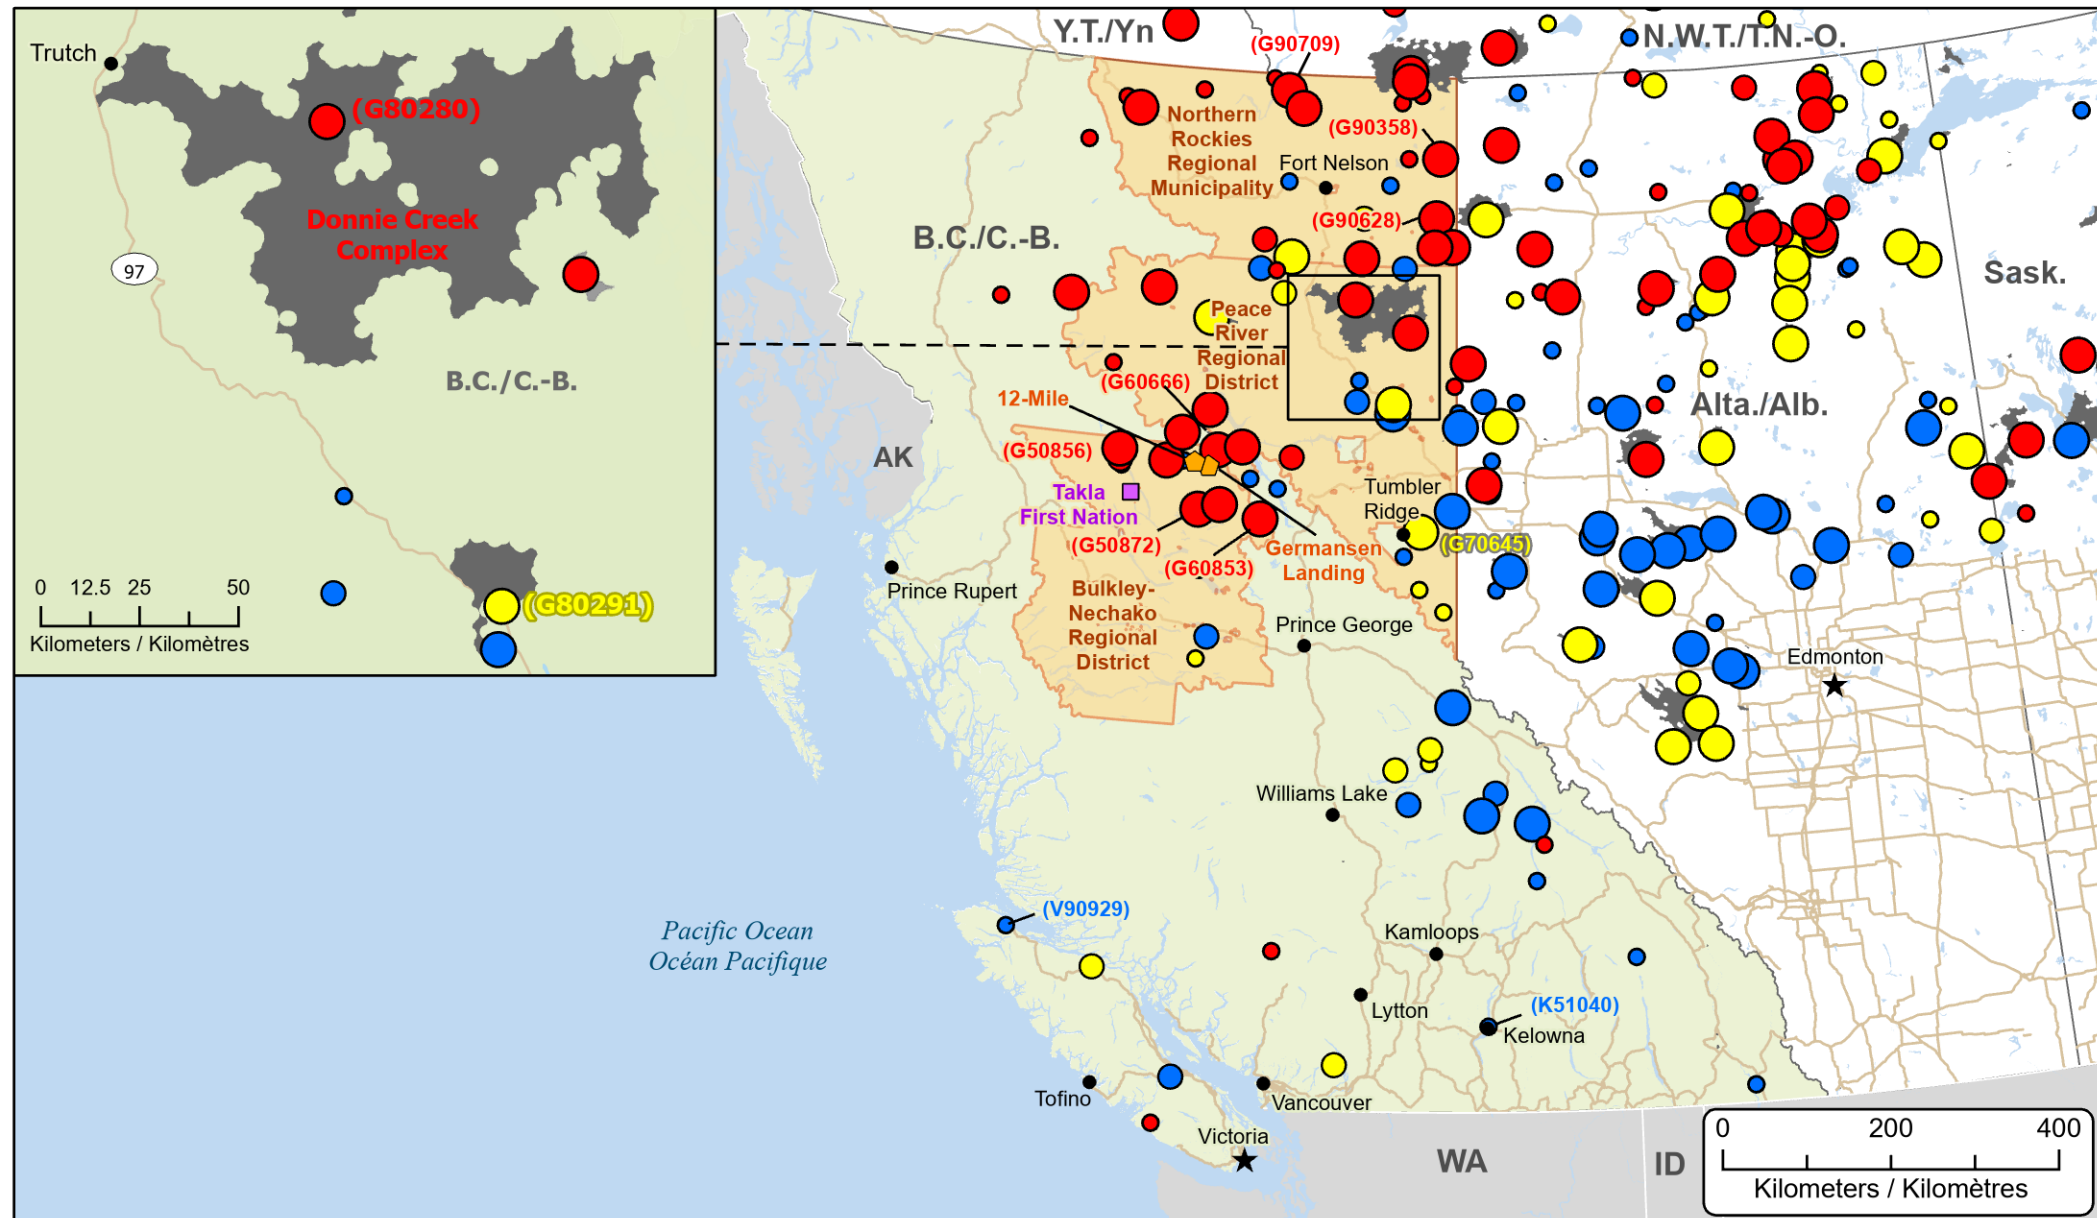 Trutch
(G80280)
Donnie Creek
Complex
97
B.C./C.-B.
0 12.5 25 50
Kilometers / Kilomètres
(G80291)
Y.T./Yn
(G90709)
N.W.T./T.N.-O.
Northern
Rockies
Regional
Municipality
(G90358)
Fort Nelson
(G90628)
B.C./C.-B.
Sask.
Peace
River
Regional
District
(G60666)
12-Mile
Alta./Alb.
(G50856)
AK
Takla
First Nation
Tumbler
Ridge
(G50872)
(G60853)
Germansen
Landing
(G70645)
Prince Rupert
Bulkley-
Nechako
Regional
District
Prince George
Edmonton
Williams Lake
(V90929)
Pacific Ocean
Océan Pacifique
Kamloops
Lytton
(K51040)
Kelowna
Tofino
Vancouver
Victoria
WA
ID
0 200 400
Kilometers / Kilomètres